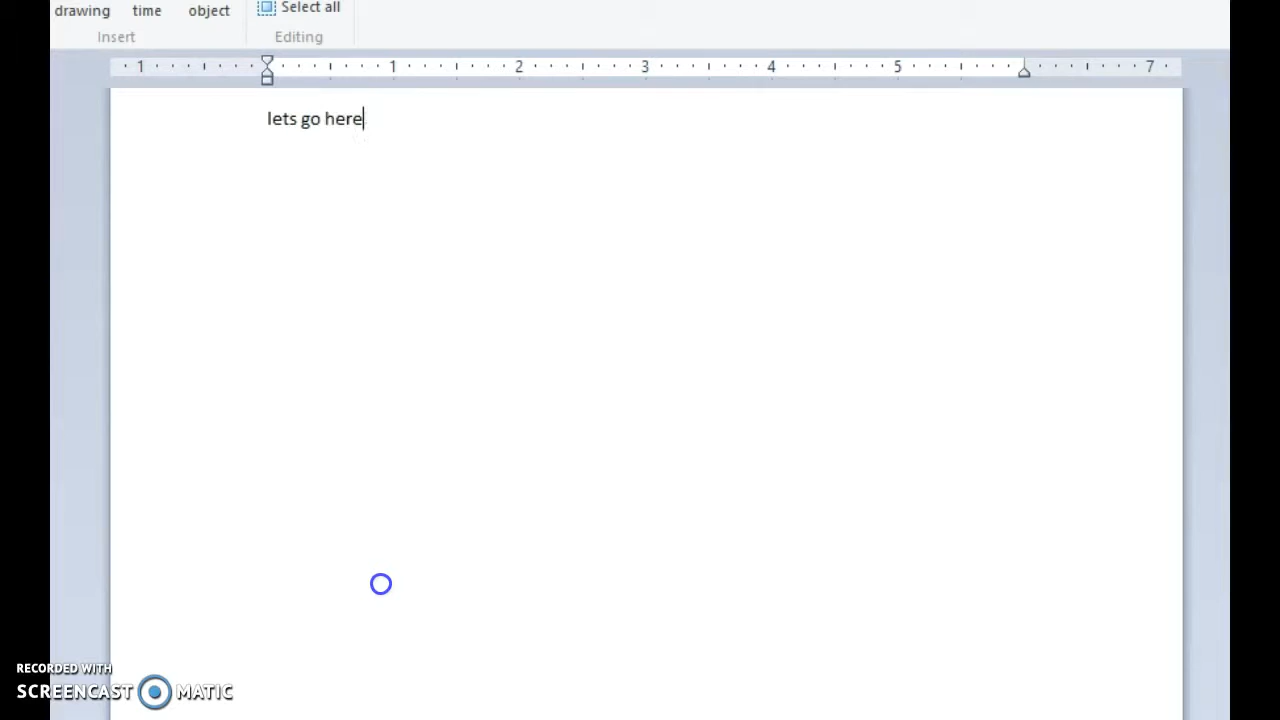 drawing time object Select all
Insert Editing
1 1 2 3 4 5 7
lets go here
RECORDED WITH
SCREENCAST MATIC